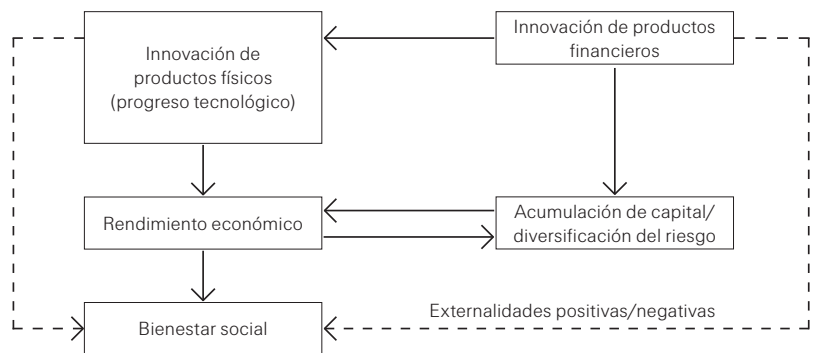 Innovación de
productos físicos
(progreso tecnológico)
Innovación de productos
financieros
Rendimiento económico
Acumulación de capital/
diversificación del riesgo
Externalidades positivas/negativas
Bienestar social